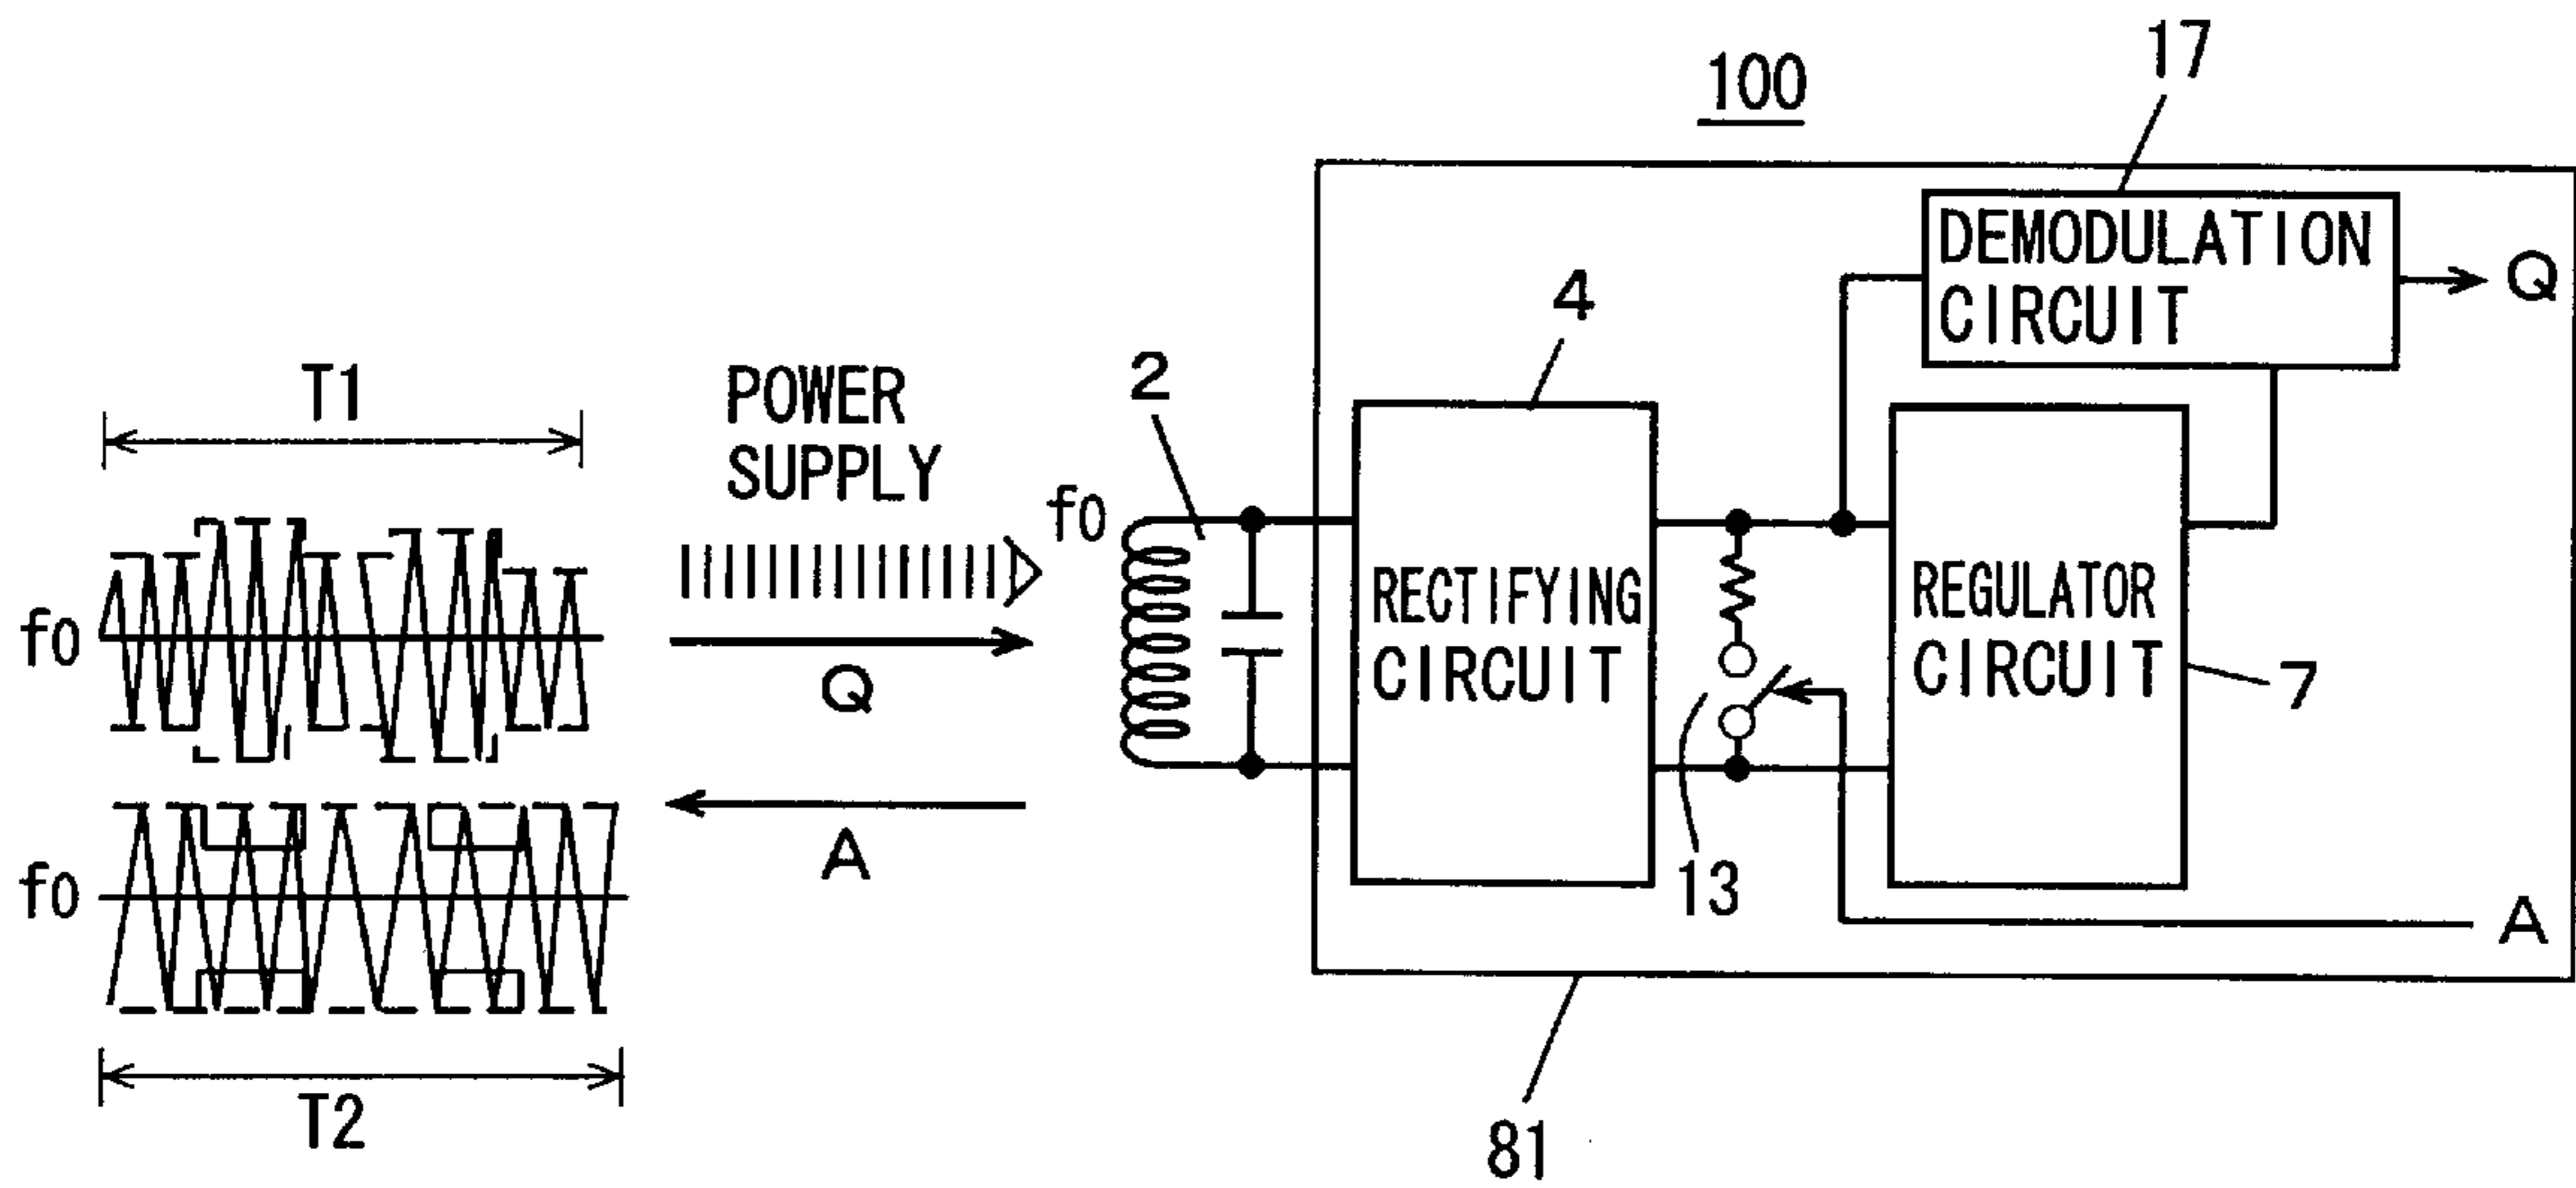 100
17
DEMODULATION
CIRCUIT
Q
4
2
T1
POWER
SUPPLY
f0
f0
Q
RECTIFYING
CIRCUIT
REGULATOR
CIRCUIT
7
A
13
f0
A
T2
81